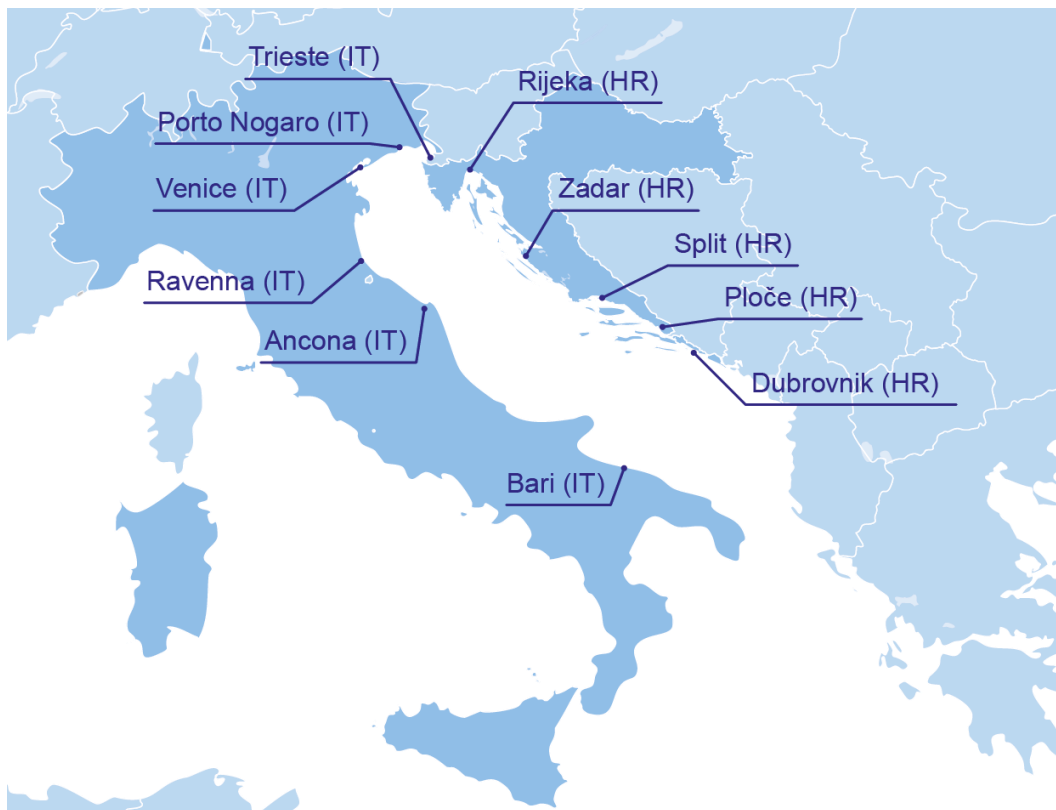 Trieste (IT)
Rijeka (HR)
Porto Nogaro (IT)
Venice (IT)
Zadar (HR)
Split (HR)
Ravenna (IT)
Ploče (HR)
Ancona (IT)
Dubrovnik (HR)
Bari (IT)